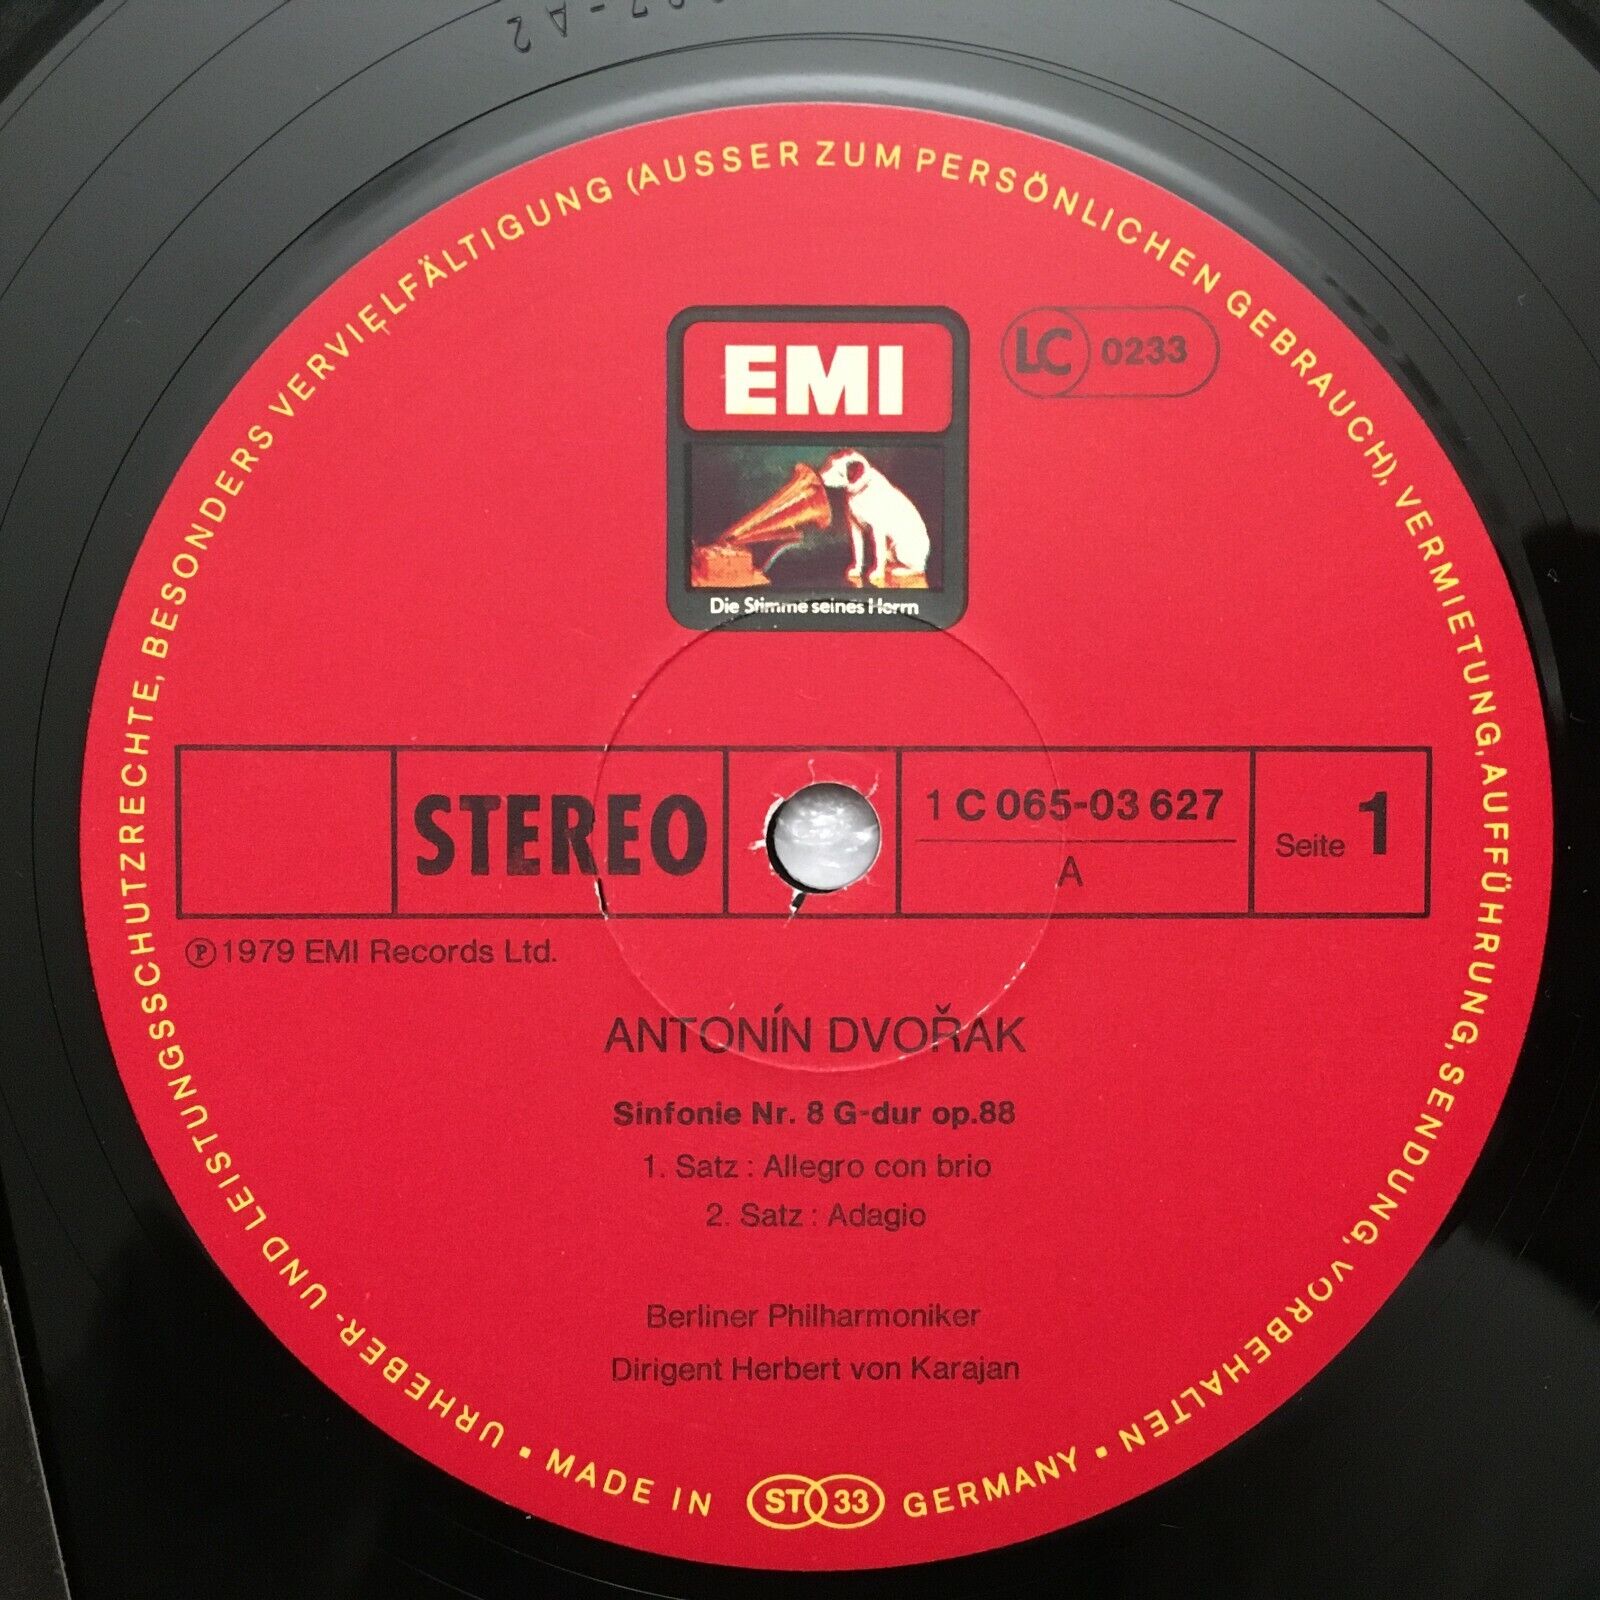 EMI
LC 0233
Die Stimme seines Herrn
STEREO
1 C 065-03 627
A
Seite 1
℗ 1979 EMI Records Ltd.
ANTONÍN DVOŘAK
Sinfonie Nr. 8 G-dur op.88
1. Satz : Allegro con brio
2. Satz : Adagio
Berliner Philharmoniker
Dirigent Herbert von Karajan
URHEBER- UND LEISTUNGSSCHUTZRECHTE, BESONDERS VERVIELFÄLTIGUNG (AUSSER ZUM PERSÖNLICHEN GEBRAUCH), VERMIETUNG, AUFFÜHRUNG, SENDUNG, VORBEHALTEN
• MADE IN ST 33 GERMANY •